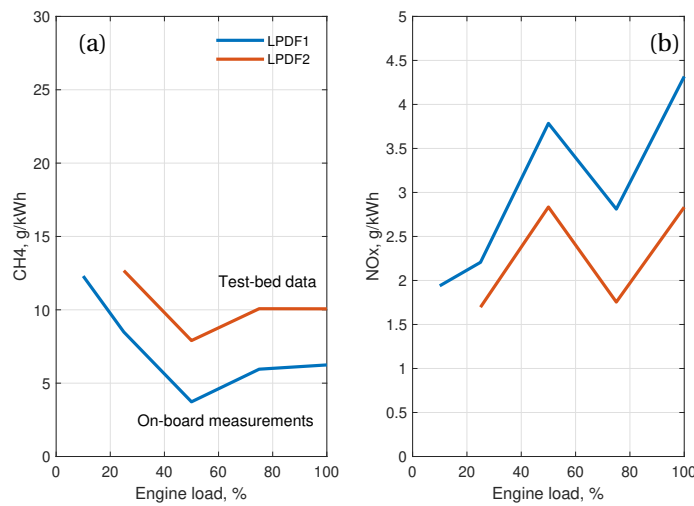 (a)
LPDF1
LPDF2
30
25
20
15
10
5
0
CH4, g/kWh
Test-bed data
On-board measurements
0 20 40 60 80 100
Engine load, %
(b)
5
4.5
4
3.5
3
2.5
2
1.5
1
0.5
0
NOx, g/kWh
0 20 40 60 80 100
Engine load, %